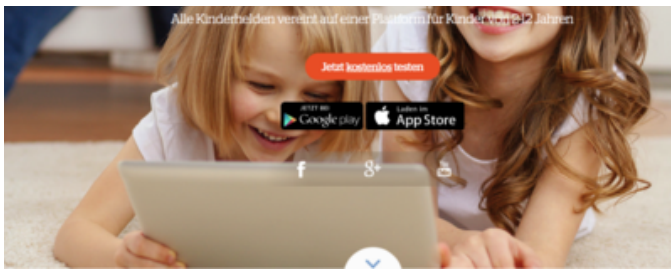 Alle Kinderhelden vereint auf einer Plattform für Kinder von 2-12 Jahren
Jetzt kostenlos testen
JETZT BEI
Google play
Laden im
App Store